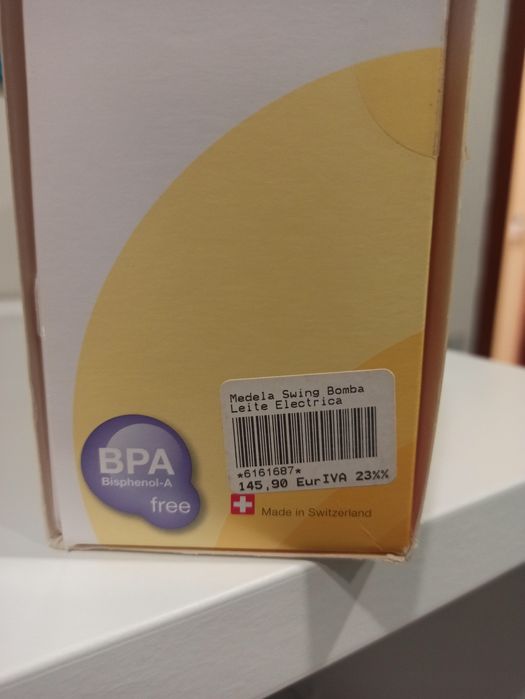 Medela Swing Bomba
Leite Electrica
*6161687*
145,90 EurIVA 23%%
BPA
Bisphenol-A
free
Made in Switzerland